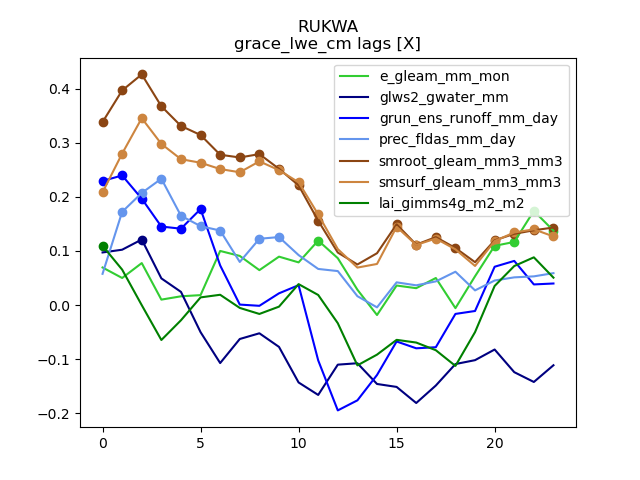 RUKWA
grace_lwe_cm lags [X]
e_gleam_mm_mon
glws2_gwater_mm
grun_ens_runoff_mm_day
prec_fldas_mm_day
smroot_gleam_mm3_mm3
smsurf_gleam_mm3_mm3
lai_gimms4g_m2_m2
0.4
0.3
0.2
0.1
0.0
−0.1
−0.2
0 5 10 15 20